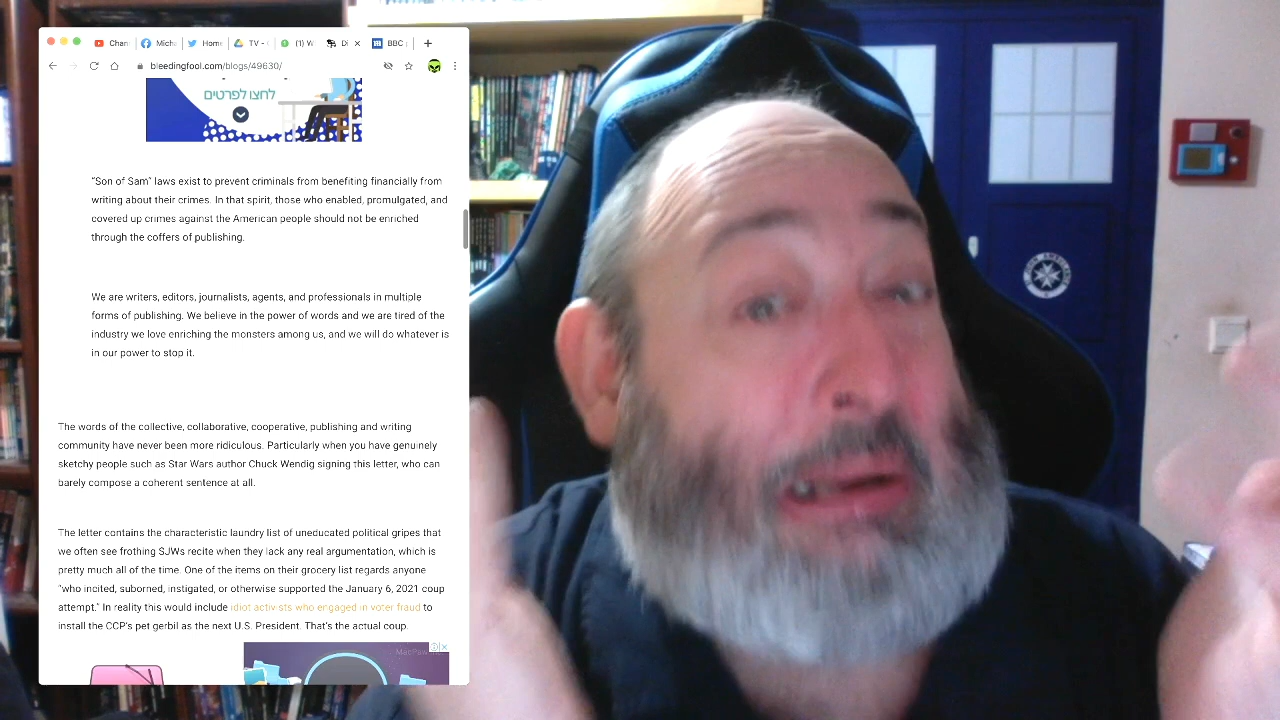 Chan
Micha
Home
TV - G
(1) W
Di
BBC
bleedingfool.com/blogs/49630/
לחצו לפרטים
“Son of Sam” laws exist to prevent criminals from benefiting financially from
writing about their crimes. In that spirit, those who enabled, promulgated, and
covered up crimes against the American people should not be enriched
through the coffers of publishing.
We are writers, editors, journalists, agents, and professionals in multiple
forms of publishing. We believe in the power of words and we are tired of the
industry we love enriching the monsters among us, and we will do whatever is
in our power to stop it.
The words of the collective, collaborative, cooperative, publishing and writing
community have never been more ridiculous. Particularly when you have genuinely
sketchy people such as Star Wars author Chuck Wendig signing this letter, who can
barely compose a coherent sentence at all.
The letter contains the characteristic laundry list of uneducated political gripes that
we often see frothing SJWs recite when they lack any real argumentation, which is
pretty much all of the time. One of the items on their grocery list regards anyone
“who incited, suborned, instigated, or otherwise supported the January 6, 2021 coup
attempt.” In reality this would include idiot activists who engaged in voter fraud to
install the CCP’s pet gerbil as the next U.S. President. That’s the actual coup.